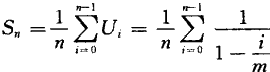 S_n = \frac{1}{n} \sum_{i=0}^{n-1} U_i = \frac{1}{n} \sum_{i=0}^{n-1} \frac{1}{1 - \frac{i}{m}}